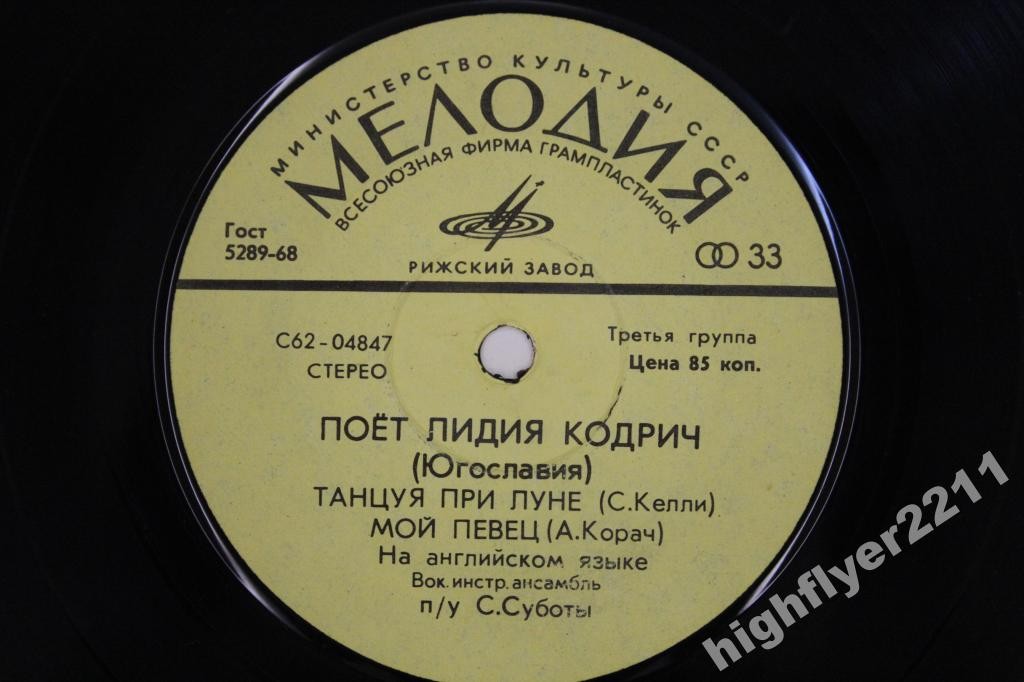 МИНИСТЕРСТВО КУЛЬТУРЫ СССР
МЕЛОДИЯ
ВСЕСОЮЗНАЯ ФИРМА ГРАМПЛАСТИНОК
Гост
5289-68
РИЖСКИЙ ЗАВОД
33
С62-04847
СТЕРЕО
Третья группа
Цена 85 коп.
ПОЁТ ЛИДИЯ КОДРИЧ
(Югославия)
ТАНЦУЯ ПРИ ЛУНЕ (С.Келли)
МОЙ ПЕВЕЦ (А.Корач)
На английском языке
Вок.инстр.ансамбль
п/у С.Суботы
highflyer2211